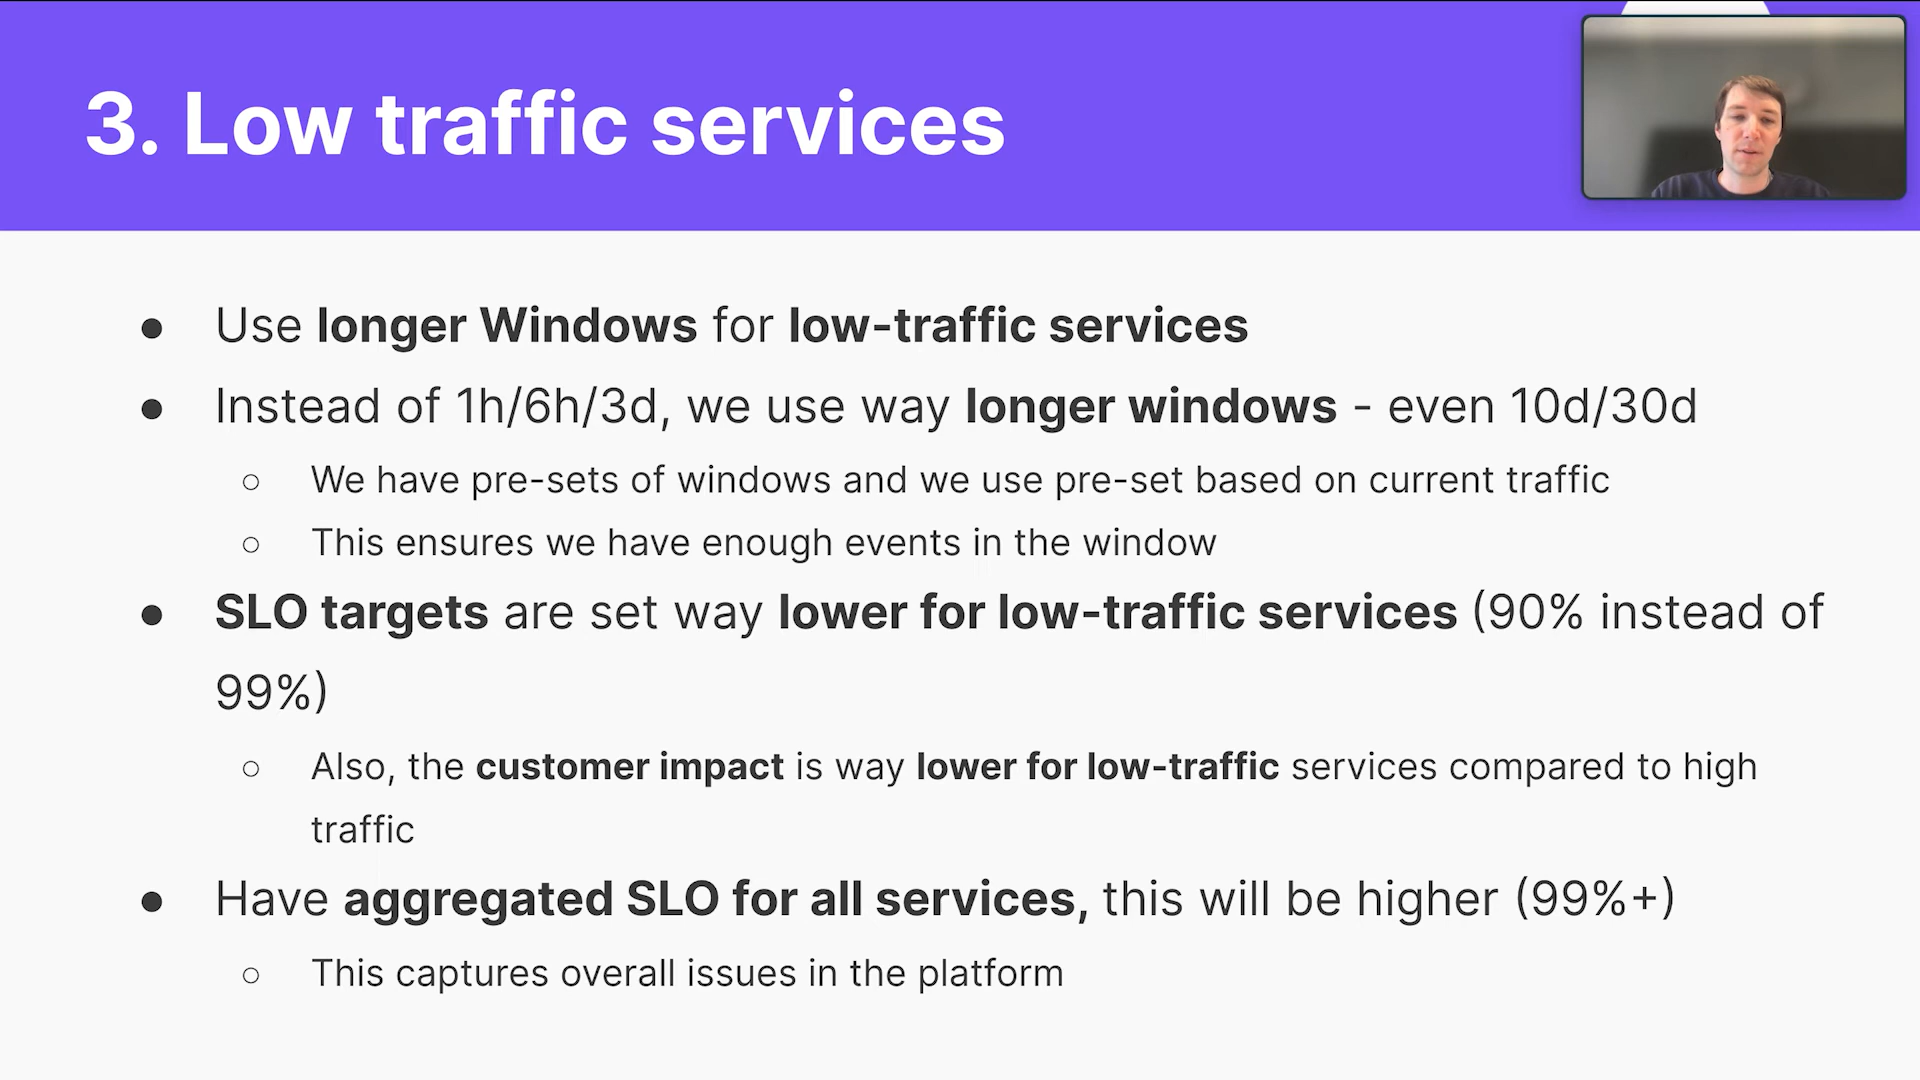 3. Low traffic services
● Use longer Windows for low-traffic services
● Instead of 1h/6h/3d, we use way longer windows - even 10d/30d
○ We have pre-sets of windows and we use pre-set based on current traffic
○ This ensures we have enough events in the window
● SLO targets are set way lower for low-traffic services (90% instead of
99%)
○ Also, the customer impact is way lower for low-traffic services compared to high
traffic
● Have aggregated SLO for all services, this will be higher (99%+)
○ This captures overall issues in the platform